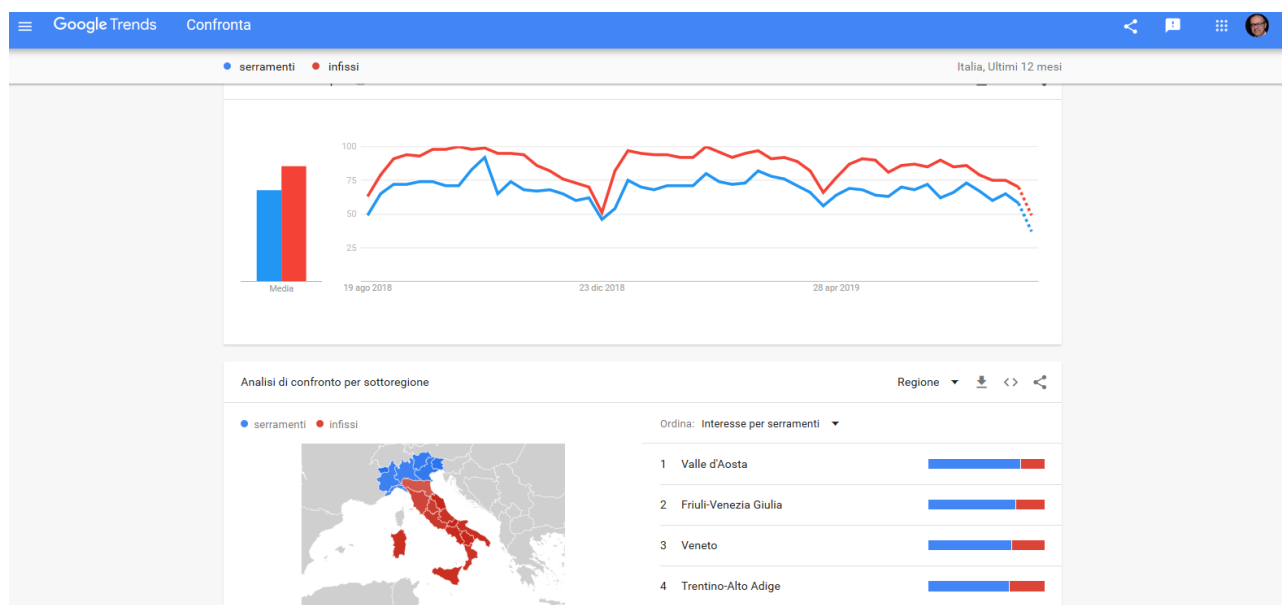 Google Trends Confronta
serramenti infissi Italia, Ultimi 12 mesi
100
75
50
25
Media 19 ago 2018 23 dic 2018 28 apr 2019
Analisi di confronto per sottoregione Regione
serramenti infissi Ordina: Interesse per serramenti
1 Valle d'Aosta
2 Friuli-Venezia Giulia
3 Veneto
4 Trentino-Alto Adige